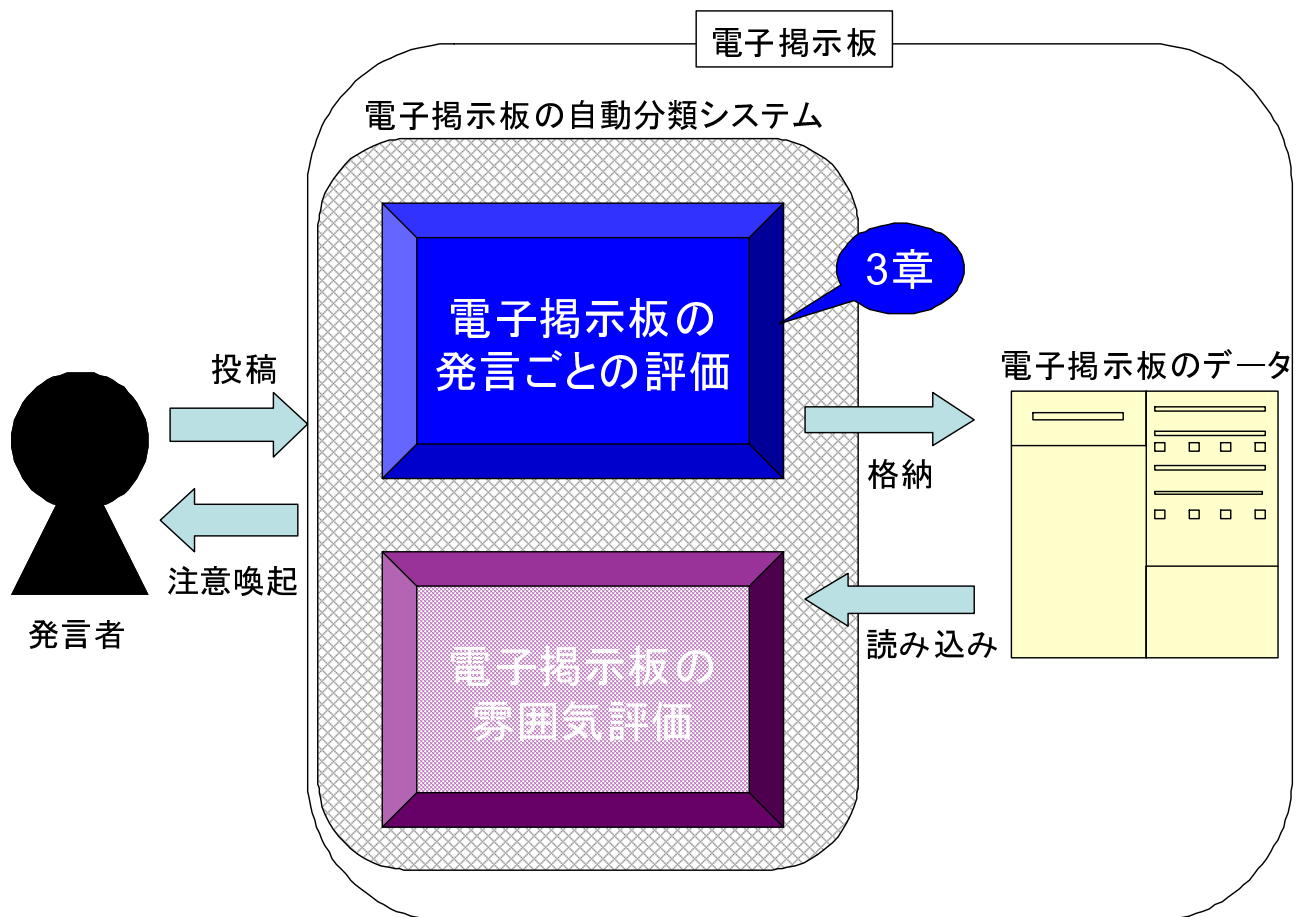 電子掲示板
電子掲示板の自動分類システム
3章
電子掲示板の
発言ごとの評価
投稿
電子掲示板のデータ
格納
注意喚起
発言者
読み込み
電子掲示板の
雰囲気評価